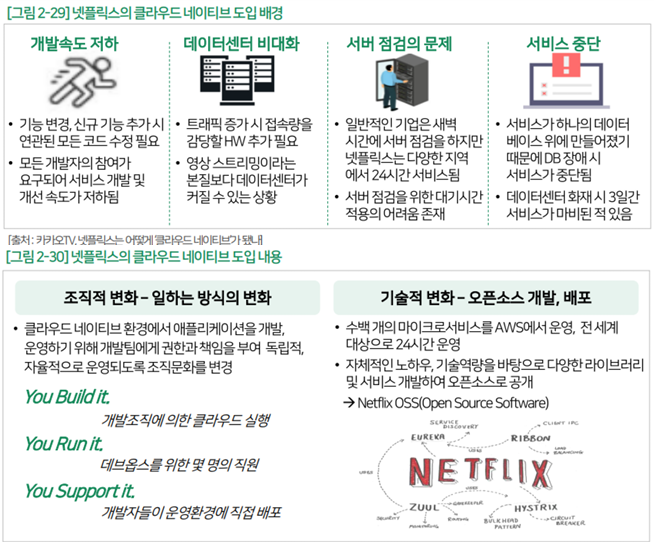 [그림 2-29] 넷플릭스의 클라우드 네이티브 도입 배경
개발속도 저하
• 기능 변경, 신규 기능 추가 시
연관된 모든 코드 수정 필요
• 모든 개발자의 참여가
요구되어 서비스 개발 및
개선 속도가 저하됨
데이터센터 비대화
• 트래픽 증가 시 접속량을
감당할 HW 추가 필요
• 영상 스트리밍이라는
본질보다 데이터센터가
커질 수 있는 상황
서버 점검의 문제
• 일반적인 기업은 새벽
시간에 서버 점검을 하지만
넷플릭스는 다양한 지역
에서 24시간 서비스됨
• 서버 점검을 위한 대기시간
적용의 어려움 존재
서비스 중단
• 서비스가 하나의 데이터
베이스 위에 만들어졌기
때문에 DB 장애 시
서비스가 중단됨
• 데이터센터 화재 시 3일간
서비스가 마비된 적 있음
[출처 : 카카오TV, 넷플릭스는 어떻게 '클라우드 네이티브'가 됐나]
[그림 2-30] 넷플릭스의 클라우드 네이티브 도입 내용
조직적 변화 – 일하는 방식의 변화
• 클라우드 네이티브 환경에서 애플리케이션을 개발,
운영하기 위해 개발팀에게 권한과 책임을 부여 독립적,
자율적으로 운영되도록 조직문화를 변경
You Build it.
개발조직에 의한 클라우드 실행
You Run it.
데브옵스를 위한 몇 명의 직원
You Support it.
개발자들이 운영환경에 직접 배포
기술적 변화 – 오픈소스 개발, 배포
• 수백 개의 마이크로서비스를 AWS에서 운영, 전 세계
대상으로 24시간 운영
• 자체적인 노하우, 기술역량을 바탕으로 다양한 라이브러리
및 서비스 개발하여 오픈소스로 공개
→ Netflix OSS(Open Source Software)
SERVICE
DISCOVERY
CLIENT IPC
EUREKA
RIBBON
USED
LOAD
BALANCING
USED
NETFLIX
ZUUL
GATEKEEPER
USED
HYSTRIX
SECURITY
MONITORING
ROUTING
BULKHEAD
PATTERN
CIRCUIT
BREAKER